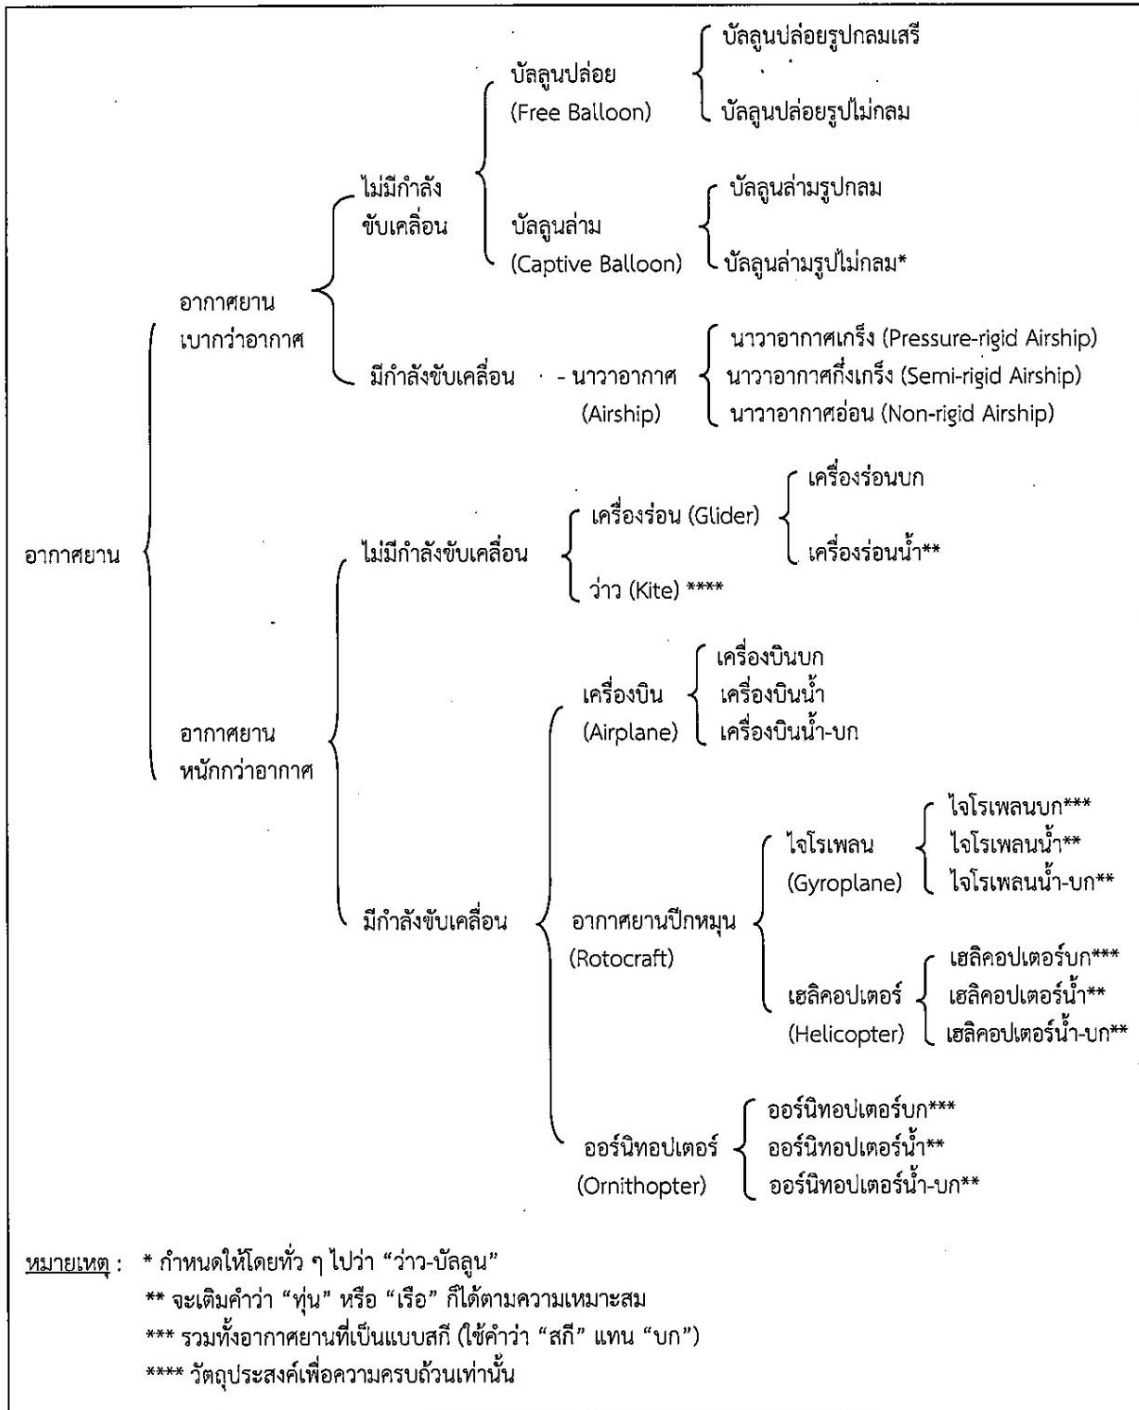 บัลลูนปล่อยรูปกลมเสรี
บัลลูนปล่อย
(Free Balloon)
บัลลูนปล่อยรูปไม่กลม
ไม่มีกำลัง
ขับเคลื่อน
บัลลูนล่ามรูปกลม
บัลลูนล่าม
(Captive Balloon)
บัลลูนล่ามรูปไม่กลม*
อากาศยาน
เบากว่าอากาศ
นาวาอากาศเกร็ง (Pressure-rigid Airship)
มีกำลังขับเคลื่อน - นาวาอากาศ
(Airship)
นาวาอากาศกึ่งเกร็ง (Semi-rigid Airship)
นาวาอากาศอ่อน (Non-rigid Airship)
เครื่องร่อนบก
เครื่องร่อน (Glider)
อากาศยาน
ไม่มีกำลังขับเคลื่อน
เครื่องร่อนน้ำ**
ว่าว (Kite) ****
เครื่องบินบก
เครื่องบิน
(Airplane)
เครื่องบินน้ำ
เครื่องบินน้ำ-บก
อากาศยาน
หนักกว่าอากาศ
ไจโรเพลนบก***
ไจโรเพลน
(Gyroplane)
ไจโรเพลนน้ำ**
ไจโรเพลนน้ำ-บก**
มีกำลังขับเคลื่อน
อากาศยานปีกหมุน
(Rotocraft)
เฮลิคอปเตอร์บก***
เฮลิคอปเตอร์
(Helicopter)
เฮลิคอปเตอร์น้ำ**
เฮลิคอปเตอร์น้ำ-บก**
ออร์นิทอปเตอร์บก***
ออร์นิทอปเตอร์
(Ornithopter)
ออร์นิทอปเตอร์น้ำ**
ออร์นิทอปเตอร์น้ำ-บก**
หมายเหตุ : * กำหนดให้โดยทั่ว ๆ ไปว่า “ว่าว-บัลลูน”
** จะเติมคำว่า “ทุ่น” หรือ “เรือ” ก็ได้ตามความเหมาะสม
*** รวมทั้งอากาศยานที่เป็นแบบสกี (ใช้คำว่า “สกี” แทน “บก”)
**** วัตถุประสงค์เพื่อความครบถ้วนเท่านั้น